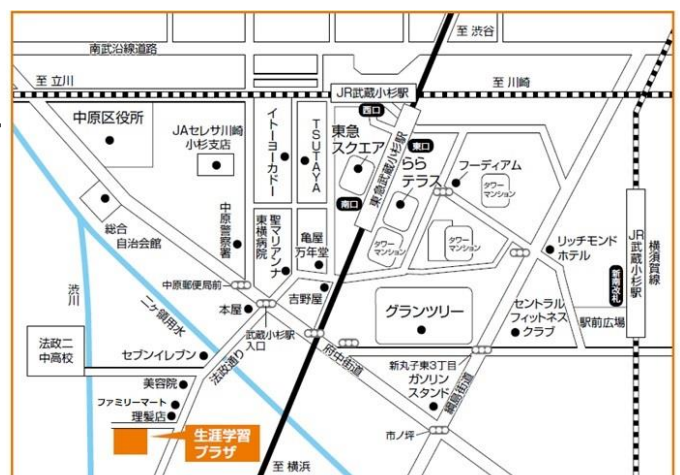 至 渋谷
南武沿線道路
至 立川
JR武蔵小杉駅
至 川崎
中原区役所
JAセレサ川崎
小杉支店
イトーヨーカドー
TSUTAYA
西口
東急
スクエア
東急武蔵小杉駅
東口
らら
テラス
フーディアム
タワー
マンション
南口
総合
自治会館
中原警察署
聖マリアンナ
東横病院
亀屋
万年堂
タワー
マンション
タワー
マンション
リッチモンド
ホテル
新南改札
JR武蔵小杉駅
横須賀線
渋川
二ヶ領用水
中原郵便局前
本屋
吉野屋
武蔵小杉駅
入口
グランツリー
セントラル
フィットネス
クラブ
駅前広場
法政二
中高校
セブンイレブン
法政通り
府中街道
新丸子東3丁目
ガソリン
スタンド
綱島街道
美容院
ファミリーマート
理髪店
生涯学習
プラザ
市ノ坪
至 横浜